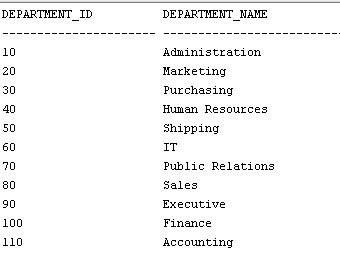 DEPARTMENT_ID DEPARTMENT_NAME
---------------------- ------------------------
10 Administration
20 Marketing
30 Purchasing
40 Human Resources
50 Shipping
60 IT
70 Public Relations
80 Sales
90 Executive
100 Finance
110 Accounting